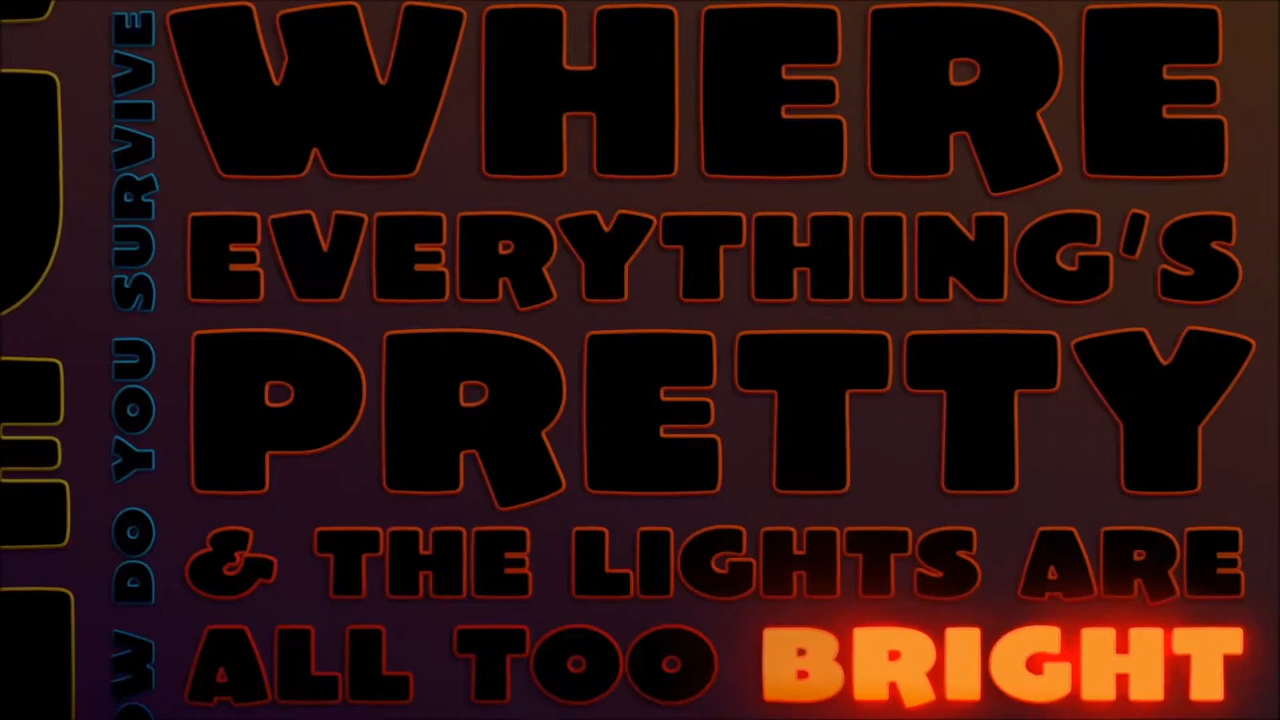 HOW DO YOU SURVIVE
WHERE
EVERYTHING'S
PRETTY
& THE LIGHTS ARE
ALL TOO BRIGHT